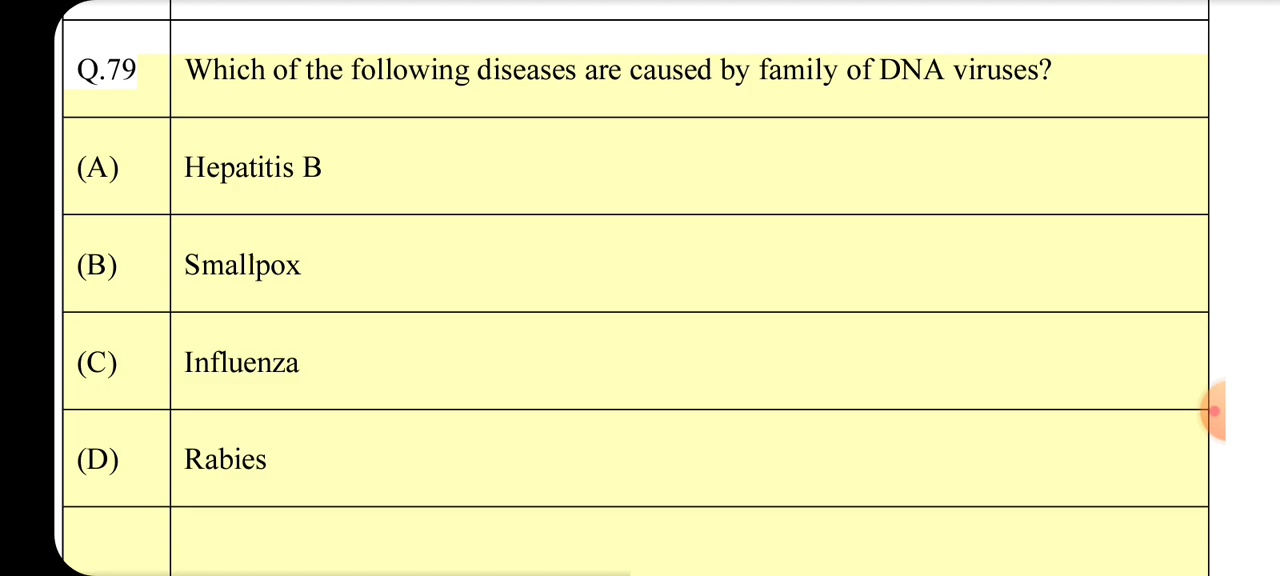 Q.79 Which of the following diseases are caused by family of DNA viruses?
(A) Hepatitis B
(B) Smallpox
(C) Influenza
(D) Rabies